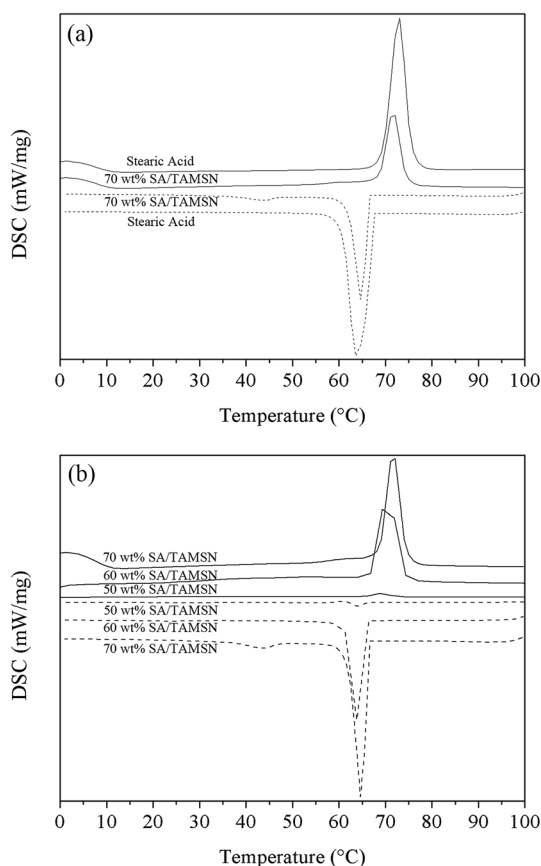 (a)
Stearic Acid
70 wt% SA/TAMSN
70 wt% SA/TAMSN
Stearic Acid
DSC (mW/mg)
0 10 20 30 40 50 60 70 80 90 100
Temperature (°C)
(b)
70 wt% SA/TAMSN
60 wt% SA/TAMSN
50 wt% SA/TAMSN
50 wt% SA/TAMSN
60 wt% SA/TAMSN
70 wt% SA/TAMSN
DSC (mW/mg)
0 10 20 30 40 50 60 70 80 90 100
Temperature (°C)